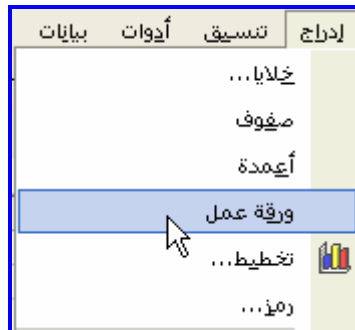 إدراج تنسيق أدوات بيانات
خلايا...
صفوف
أعمدة
ورقة عمل
تخطيط...
رمز...